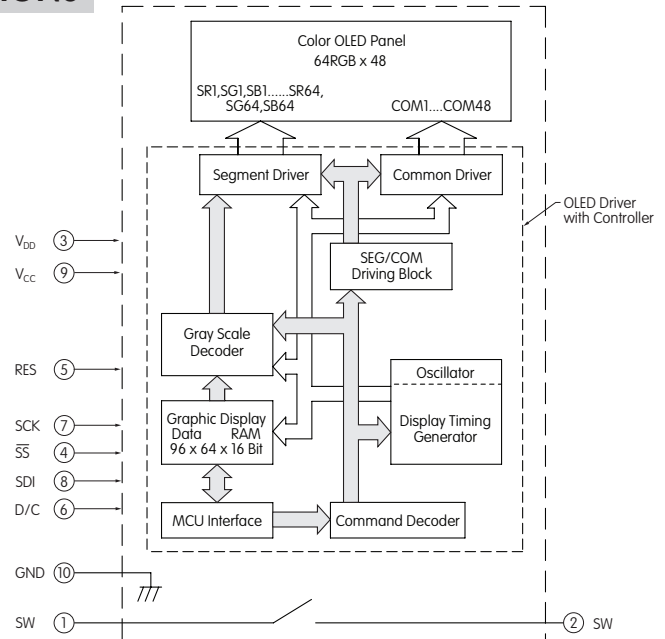 Color OLED Panel
64RGB x 48
SR1,SG1,SB1......SR64,
SG64,SB64
COM1....COM48
Segment Driver
Common Driver
OLED Driver
with Controller
V_DD 3
V_CC 9
SEG/COM
Driving Block
Gray Scale
Decoder
Oscillator
RES 5
Graphic Display
Data RAM
96 x 64 x 16 Bit
Display Timing
Generator
SCK 7
S̅S̅ 4
SDI 8
D/C 6
MCU Interface
Command Decoder
GND 10
SW 1
2 SW